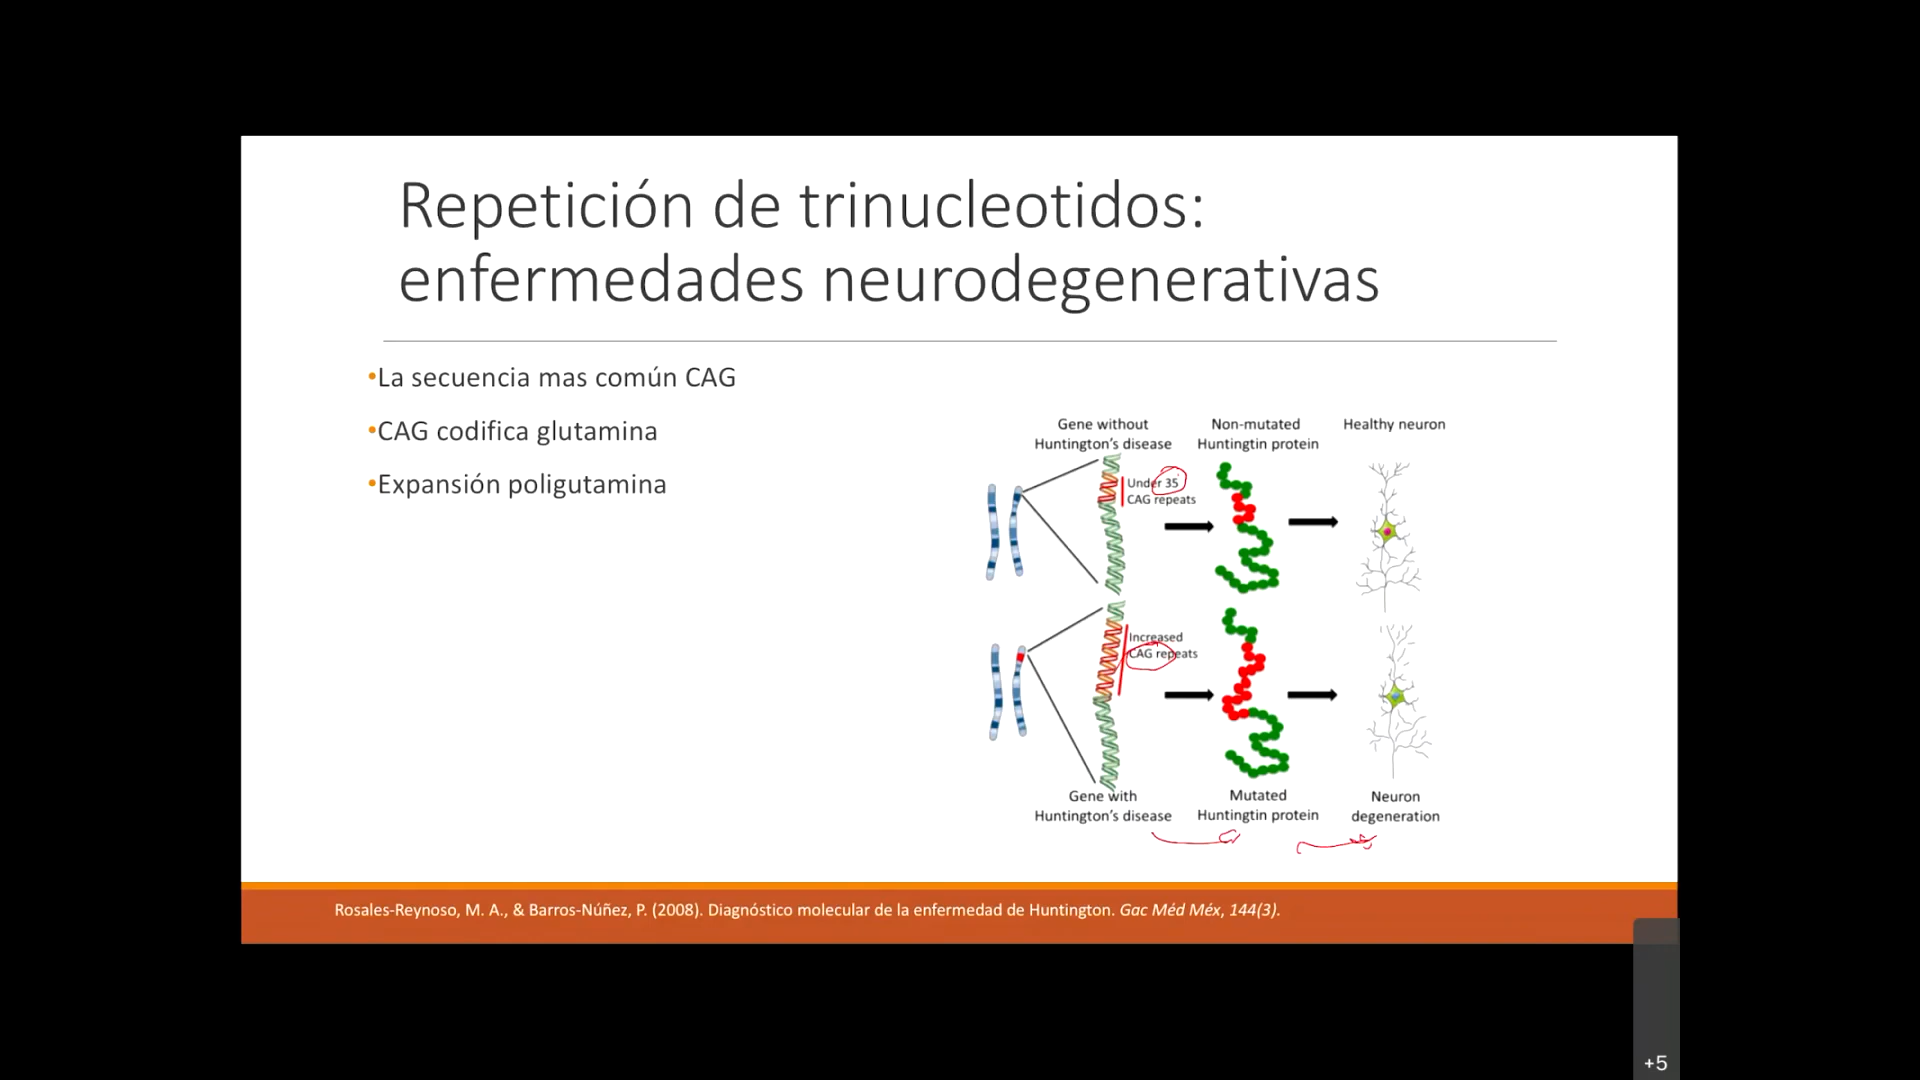 Repetición de trinucleotidos:
enfermedades neurodegenerativas
•La secuencia mas común CAG
•CAG codifica glutamina
•Expansión poligutamina
Gene without
Huntington's disease
Non-mutated
Huntingtin protein
Healthy neuron
Under 35
CAG repeats
Increased
CAG repeats
Gene with
Huntington's disease
Mutated
Huntingtin protein
Neuron
degeneration
Rosales-Reynoso, M. A., & Barros-Núñez, P. (2008). Diagnóstico molecular de la enfermedad de Huntington. Gac Méd Méx, 144(3).
+5